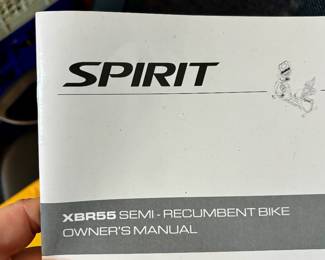 SPIRIT
XBR55 SEMI - RECUMBENT BIKE
OWNER'S MANUAL